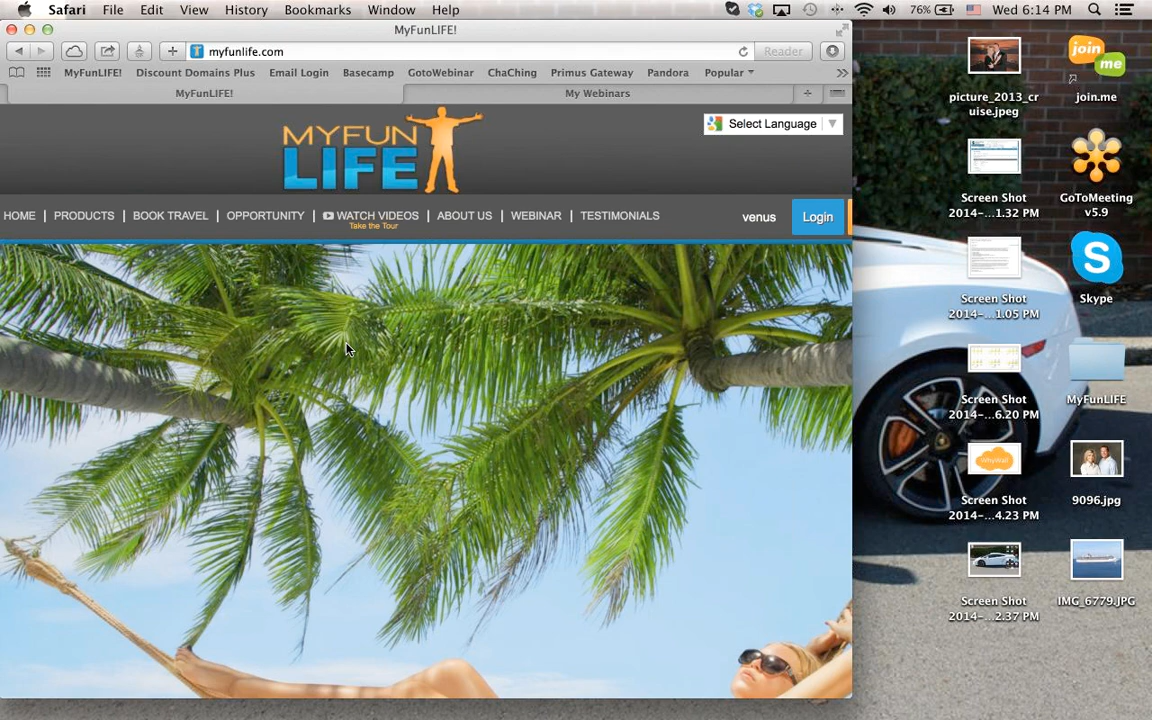 Safari File Edit View History Bookmarks Window Help 76% Wed 6:14 PM
MyFunLIFE!
myfunlife.com Reader
MyFunLIFE! Discount Domains Plus Email Login Basecamp GotoWebinar ChaChing Primus Gateway Pandora Popular
MyFunLIFE! My Webinars
MYFUN
LIFE
Select Language
HOME | PRODUCTS | BOOK TRAVEL | OPPORTUNITY | WATCH VIDEOS | ABOUT US | WEBINAR | TESTIMONIALS venus Login
Take the Tour
picture_2013_cr
uise.jpeg
join
me
join.me
Screen Shot
2014-...1.32 PM
GoToMeeting
v5.9
Screen Shot
2014-...1.05 PM
Skype
Screen Shot
2014-...6.20 PM
MyFunLIFE
Screen Shot
2014-...4.23 PM
9096.jpg
Screen Shot
2014-...2.37 PM
IMG_6779.JPG